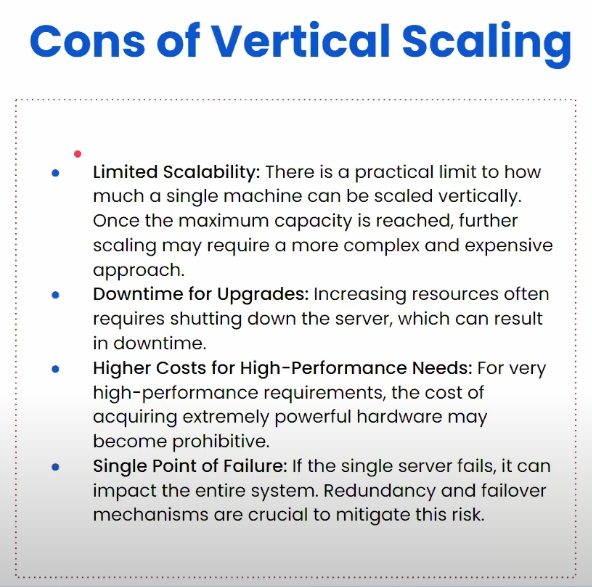 Cons of Vertical Scaling
Limited Scalability: There is a practical limit to how
much a single machine can be scaled vertically.
Once the maximum capacity is reached, further
scaling may require a more complex and expensive
approach.
Downtime for Upgrades: Increasing resources often
requires shutting down the server, which can result
in downtime.
Higher Costs for High-Performance Needs: For very
high-performance requirements, the cost of
acquiring extremely powerful hardware may
become prohibitive.
Single Point of Failure: If the single server fails, it can
impact the entire system. Redundancy and failover
mechanisms are crucial to mitigate this risk.